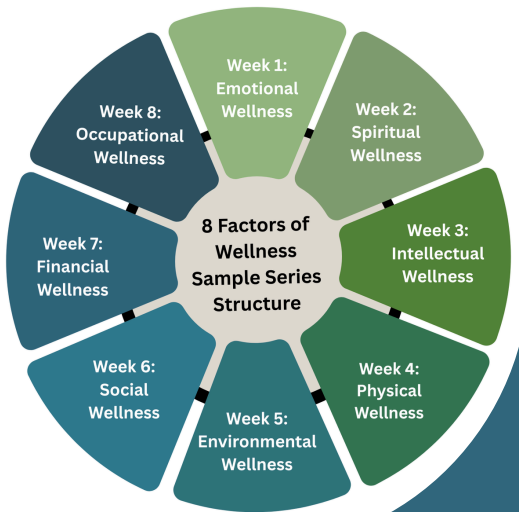 8 Factors of
Wellness
Sample Series
Structure
Week 1:
Emotional
Wellness
Week 2:
Spiritual
Wellness
Week 3:
Intellectual
Wellness
Week 4:
Physical
Wellness
Week 5:
Environmental
Wellness
Week 6:
Social
Wellness
Week 7:
Financial
Wellness
Week 8:
Occupational
Wellness